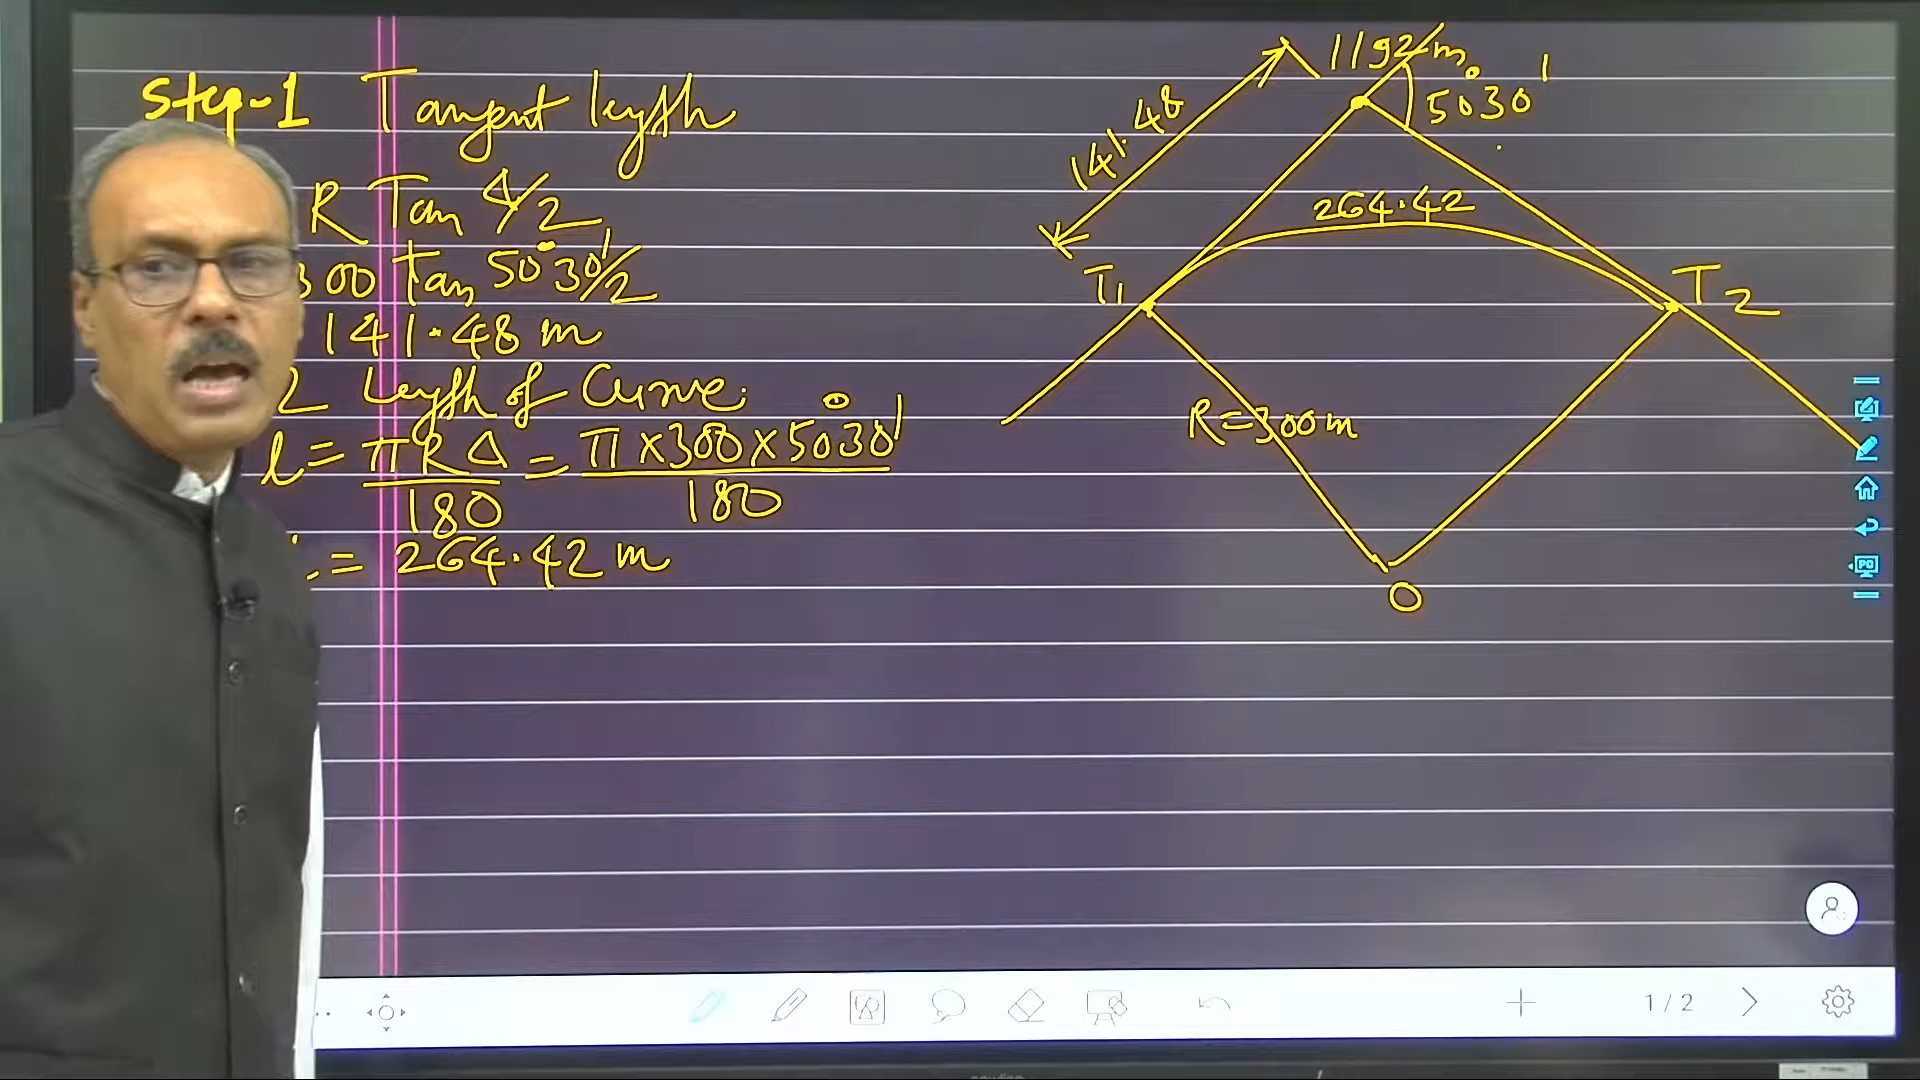 Step-1 Tangent length
R Tan Δ/2
300 tan 50°30'/2
141.48 m
2 Length of Curve:
l = πRΔ/180 = π×300×50°30'/180
= 264.42 m
1192 m
50°30'
141.48
264.42
T1
T2
R=300m
O
1/2